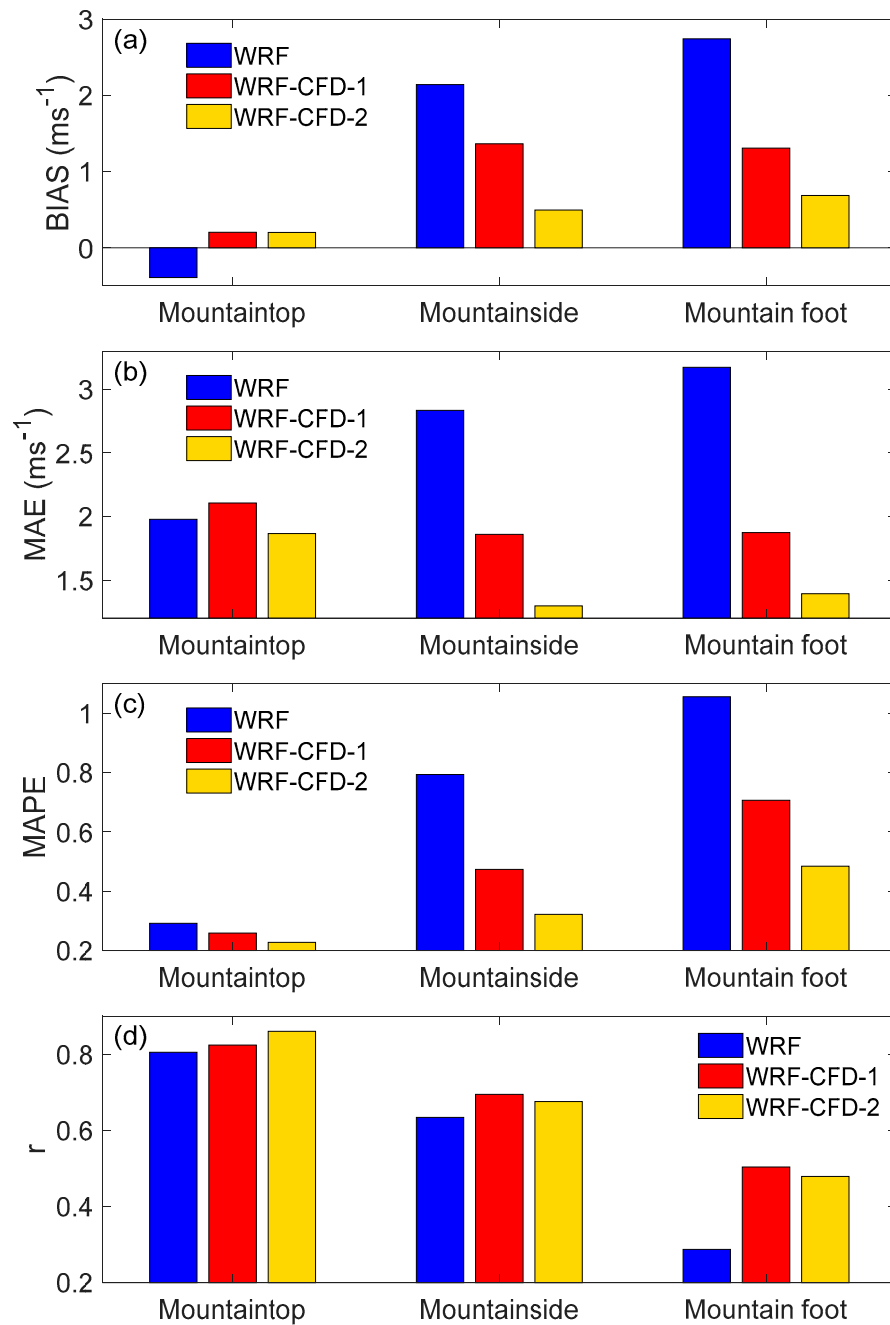 (a)
WRF
WRF-CFD-1
WRF-CFD-2
BIAS (ms⁻¹)
3
2
1
0
Mountaintop Mountainside Mountain foot
(b)
WRF
WRF-CFD-1
WRF-CFD-2
MAE (ms⁻¹)
3
2.5
2
1.5
Mountaintop Mountainside Mountain foot
(c)
WRF
WRF-CFD-1
WRF-CFD-2
MAPE
1
0.8
0.6
0.4
0.2
Mountaintop Mountainside Mountain foot
(d)
WRF
WRF-CFD-1
WRF-CFD-2
r
0.8
0.6
0.4
0.2
Mountaintop Mountainside Mountain foot